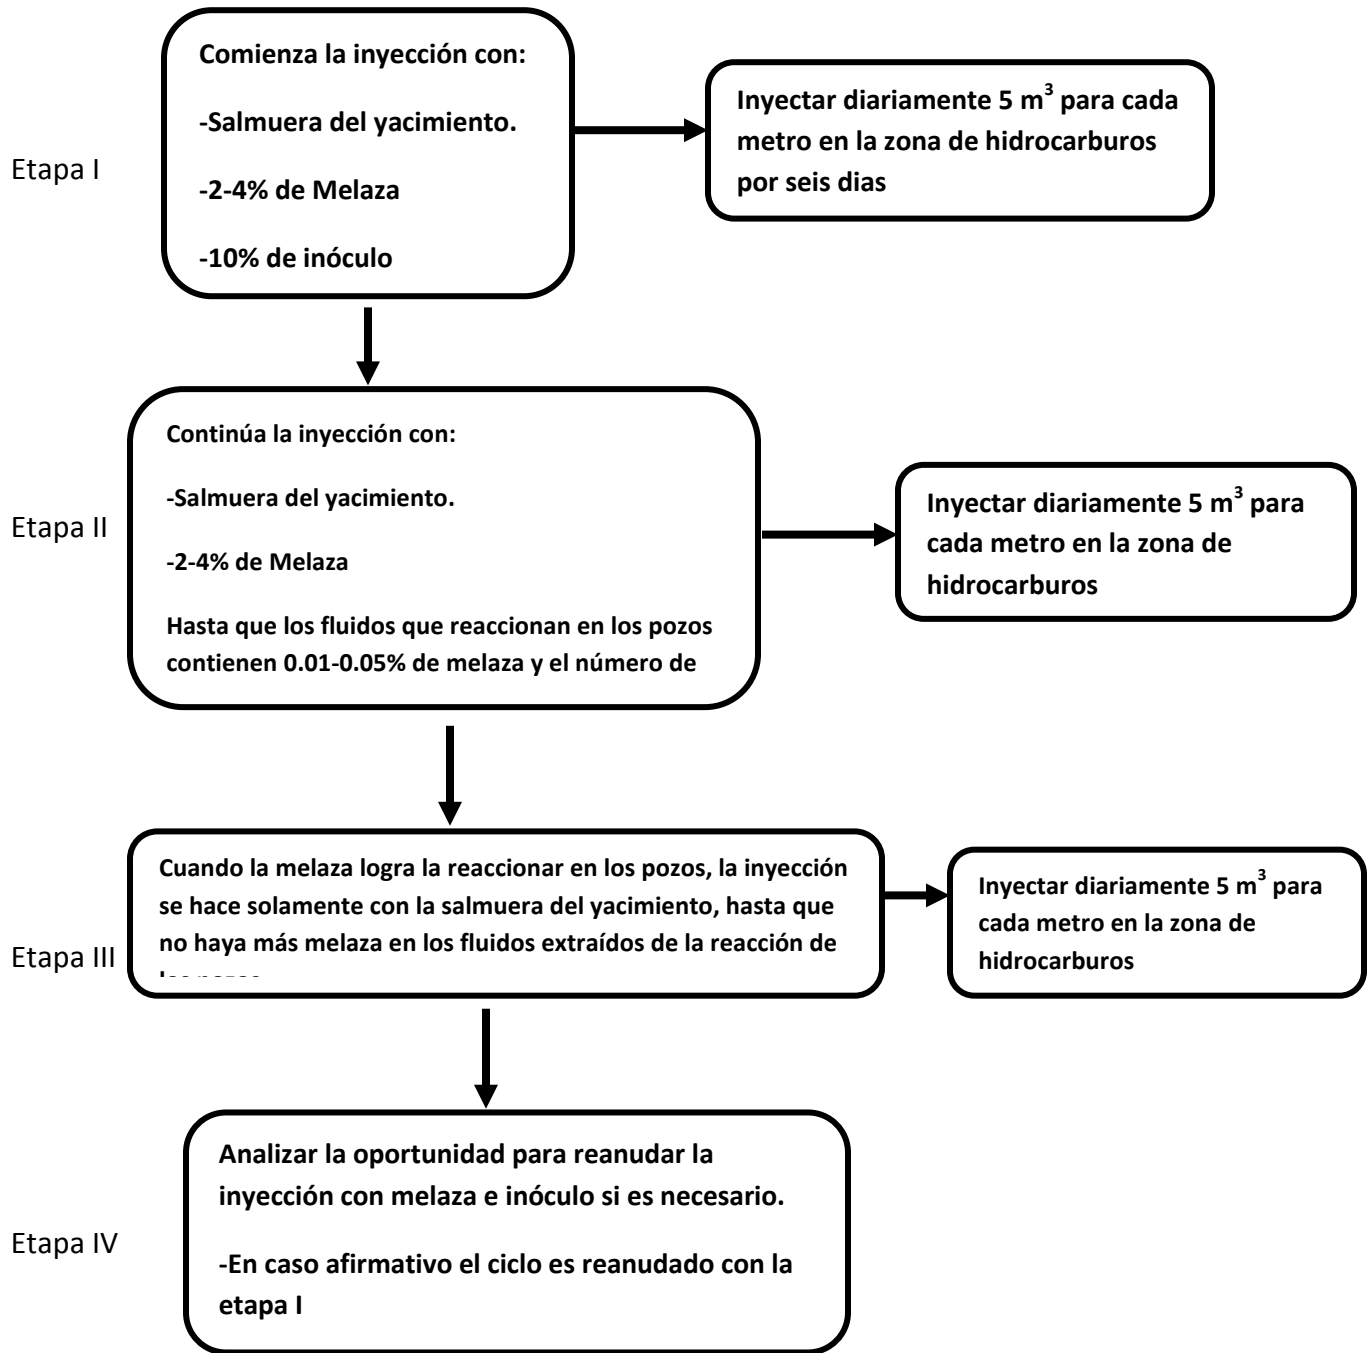 Comienza la inyección con:
-Salmuera del yacimiento.
-2-4% de Melaza
-10% de inóculo
Inyectar diariamente 5 m³ para cada
metro en la zona de hidrocarburos
por seis dias
Etapa I
Continúa la inyección con:
-Salmuera del yacimiento.
-2-4% de Melaza
Hasta que los fluidos que reaccionan en los pozos
contienen 0.01-0.05% de melaza y el número de
Inyectar diariamente 5 m³ para
cada metro en la zona de
hidrocarburos
Etapa II
Cuando la melaza logra la reaccionar en los pozos, la inyección
se hace solamente con la salmuera del yacimiento, hasta que
no haya más melaza en los fluidos extraídos de la reacción de
Inyectar diariamente 5 m³ para
cada metro en la zona de
hidrocarburos
Etapa III
Analizar la oportunidad para reanudar la
inyección con melaza e inóculo si es necesario.
-En caso afirmativo el ciclo es reanudado con la
etapa I
Etapa IV